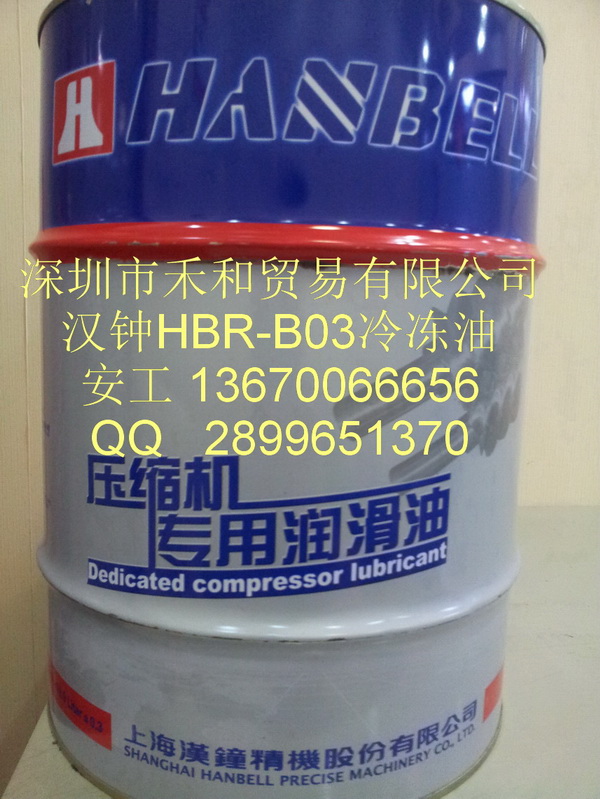 HANBELL
深圳市禾和贸易有限公司
汉钟HBR-B03冷冻油
安工 13670066656
QQ 2899651370
压缩机
专用润滑油
Dedicated compressor lubricant
上海漢鐘精機股份有限公司
SHANGHAI HANBELL PRECISE MACHINERY CO., LTD.